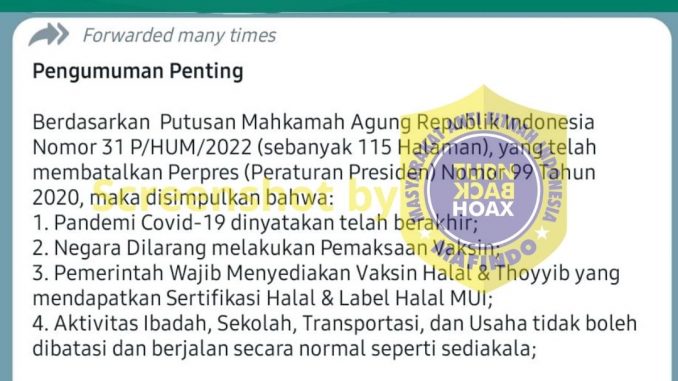 Forwarded many times
Pengumuman Penting
Berdasarkan Putusan Mahkamah Agung Republik Indonesia
Nomor 31 P/HUM/2022 (sebanyak 115 Halaman), yang telah
membatalkan Perpres (Peraturan Presiden) Nomor 99 Tahun
2020, maka disimpulkan bahwa:
1. Pandemi Covid-19 dinyatakan telah berakhir;
2. Negara Dilarang melakukan Pemaksaan Vaksin;
3. Pemerintah Wajib Menyediakan Vaksin Halal & Thoyyib yang
mendapatkan Sertifikasi Halal & Label Halal MUI;
4. Aktivitas Ibadah, Sekolah, Transportasi, dan Usaha tidak boleh
dibatasi dan berjalan secara normal seperti sediakala;
Screenshot by
MASYARAKAT ANTI FITNAH INDONESIA
TURN
BACK
HOAX
MAFINDO